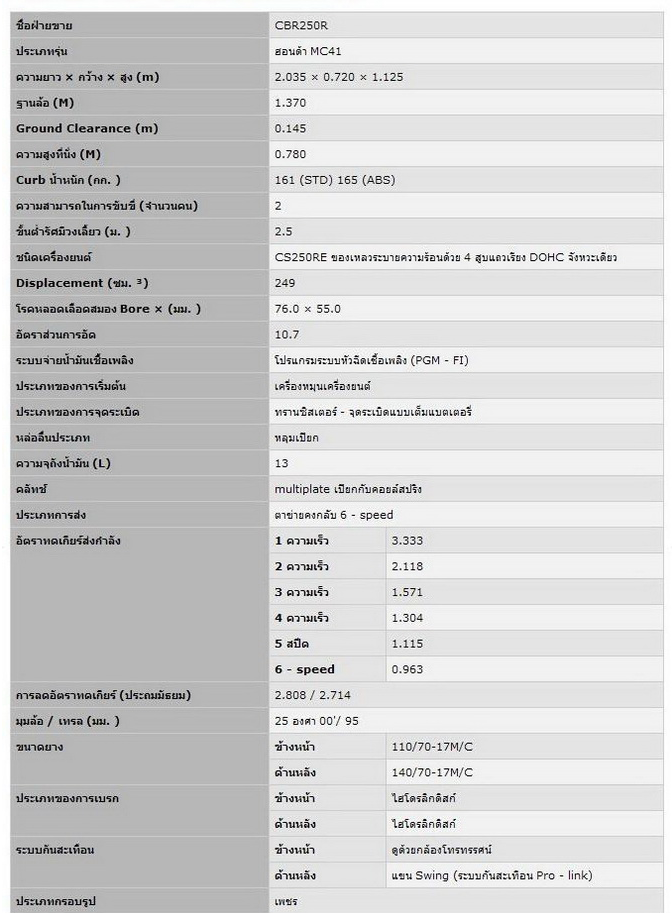 ชื่อฝ่ายขาย CBR250R
ประเภทรุ่น ฮอนด้า MC41
ความยาว × กว้าง × สูง (m) 2.035 × 0.720 × 1.125
ฐานล้อ (M) 1.370
Ground Clearance (m) 0.145
ความสูงที่นั่ง (M) 0.780
Curb น้ำหนัก (กก. ) 161 (STD) 165 (ABS)
ความสามารถในการขับขี่ (จำนวนคน) 2
ขั้นต่ำรัศมีวงเลี้ยว (ม. ) 2.5
ชนิดเครื่องยนต์ CS250RE ของเหลวระบายความร้อนด้วย 4 สูบแถวเรียง DOHC จังหวะเดียว
Displacement (ซม. ³) 249
โรคหลอดเลือดสมอง Bore × (มม. ) 76.0 × 55.0
อัตราส่วนการอัด 10.7
ระบบจ่ายน้ำมันเชื้อเพลิง โปรแกรมระบบหัวฉีดเชื้อเพลิง (PGM - FI)
ประเภทของการเริ่มต้น เครื่องหมุนเครื่องยนต์
ประเภทของการจุดระเบิด ทรานซิสเตอร์ - จุดระเบิดแบบเต็มแบตเตอรี่
หล่อลื่นประเภท หลุมเปียก
ความจุถังน้ำมัน (L) 13
คลัทช์ multiplate เปียกกับคอยล์สปริง
ประเภทการส่ง ตาข่ายคงกลับ 6 - speed
อัตราทดเกียร์ส่งกำลัง 1 ความเร็ว 3.333
2 ความเร็ว 2.118
3 ความเร็ว 1.571
4 ความเร็ว 1.304
5 สปีด 1.115
6 - speed 0.963
การลดอัตราทดเกียร์ (ประถมมัธยม) 2.808 / 2.714
มุมล้อ / เทรล (มม. ) 25 องศา 00'/ 95
ขนาดยาง ข้างหน้า 110/70-17M/C
ด้านหลัง 140/70-17M/C
ประเภทของการเบรก ข้างหน้า ไฮโดรลิกดิสก์
ด้านหลัง ไฮโดรลิกดิสก์
ระบบกันสะเทือน ข้างหน้า ดูด้วยกล้องโทรทรรศน์
ด้านหลัง แขน Swing (ระบบกันสะเทือน Pro - link)
ประเภทกรอบรูป เพชร